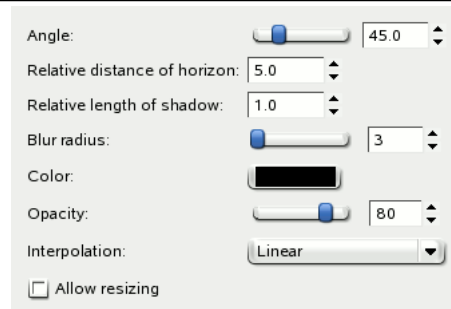 Angle: 45.0
Relative distance of horizon: 5.0
Relative length of shadow: 1.0
Blur radius: 3
Color:
Opacity: 80
Interpolation: Linear
Allow resizing